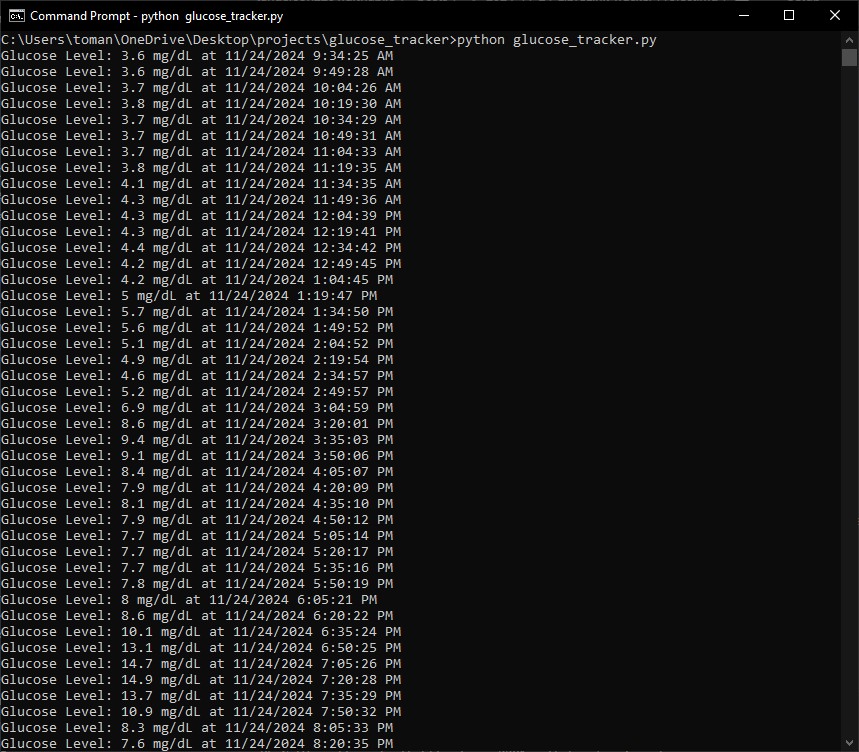 Command Prompt - python  glucose_tracker.py
C:\Users\toman\OneDrive\Desktop\projects\glucose_tracker>python glucose_tracker.py
Glucose Level: 3.6 mg/dL at 11/24/2024 9:34:25 AM
Glucose Level: 3.6 mg/dL at 11/24/2024 9:49:28 AM
Glucose Level: 3.7 mg/dL at 11/24/2024 10:04:26 AM
Glucose Level: 3.8 mg/dL at 11/24/2024 10:19:30 AM
Glucose Level: 3.7 mg/dL at 11/24/2024 10:34:29 AM
Glucose Level: 3.7 mg/dL at 11/24/2024 10:49:31 AM
Glucose Level: 3.7 mg/dL at 11/24/2024 11:04:33 AM
Glucose Level: 3.8 mg/dL at 11/24/2024 11:19:35 AM
Glucose Level: 4.1 mg/dL at 11/24/2024 11:34:35 AM
Glucose Level: 4.3 mg/dL at 11/24/2024 11:49:36 AM
Glucose Level: 4.3 mg/dL at 11/24/2024 12:04:39 PM
Glucose Level: 4.3 mg/dL at 11/24/2024 12:19:41 PM
Glucose Level: 4.4 mg/dL at 11/24/2024 12:34:42 PM
Glucose Level: 4.2 mg/dL at 11/24/2024 12:49:45 PM
Glucose Level: 4.2 mg/dL at 11/24/2024 1:04:45 PM
Glucose Level: 5 mg/dL at 11/24/2024 1:19:47 PM
Glucose Level: 5.7 mg/dL at 11/24/2024 1:34:50 PM
Glucose Level: 5.6 mg/dL at 11/24/2024 1:49:52 PM
Glucose Level: 5.1 mg/dL at 11/24/2024 2:04:52 PM
Glucose Level: 4.9 mg/dL at 11/24/2024 2:19:54 PM
Glucose Level: 4.6 mg/dL at 11/24/2024 2:34:57 PM
Glucose Level: 5.2 mg/dL at 11/24/2024 2:49:57 PM
Glucose Level: 6.9 mg/dL at 11/24/2024 3:04:59 PM
Glucose Level: 8.6 mg/dL at 11/24/2024 3:20:01 PM
Glucose Level: 9.4 mg/dL at 11/24/2024 3:35:03 PM
Glucose Level: 9.1 mg/dL at 11/24/2024 3:50:06 PM
Glucose Level: 8.4 mg/dL at 11/24/2024 4:05:07 PM
Glucose Level: 7.9 mg/dL at 11/24/2024 4:20:09 PM
Glucose Level: 8.1 mg/dL at 11/24/2024 4:35:10 PM
Glucose Level: 7.9 mg/dL at 11/24/2024 4:50:12 PM
Glucose Level: 7.7 mg/dL at 11/24/2024 5:05:14 PM
Glucose Level: 7.7 mg/dL at 11/24/2024 5:20:17 PM
Glucose Level: 7.7 mg/dL at 11/24/2024 5:35:16 PM
Glucose Level: 7.8 mg/dL at 11/24/2024 5:50:19 PM
Glucose Level: 8 mg/dL at 11/24/2024 6:05:21 PM
Glucose Level: 8.6 mg/dL at 11/24/2024 6:20:22 PM
Glucose Level: 10.1 mg/dL at 11/24/2024 6:35:24 PM
Glucose Level: 13.1 mg/dL at 11/24/2024 6:50:25 PM
Glucose Level: 14.7 mg/dL at 11/24/2024 7:05:26 PM
Glucose Level: 14.9 mg/dL at 11/24/2024 7:20:28 PM
Glucose Level: 13.7 mg/dL at 11/24/2024 7:35:29 PM
Glucose Level: 10.9 mg/dL at 11/24/2024 7:50:32 PM
Glucose Level: 8.3 mg/dL at 11/24/2024 8:05:33 PM
Glucose Level: 7.6 mg/dL at 11/24/2024 8:20:35 PM